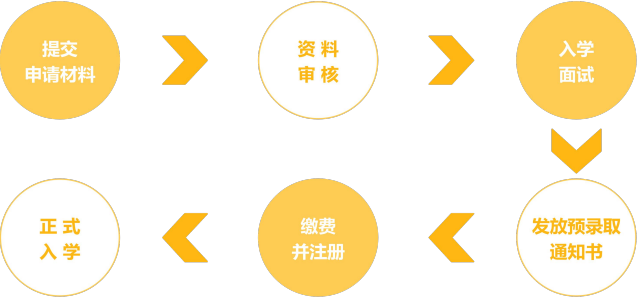 提交
申请材料
资 料
审 核
入学
面试
发放预录取
通知书
缴费
并注册
正 式
入 学